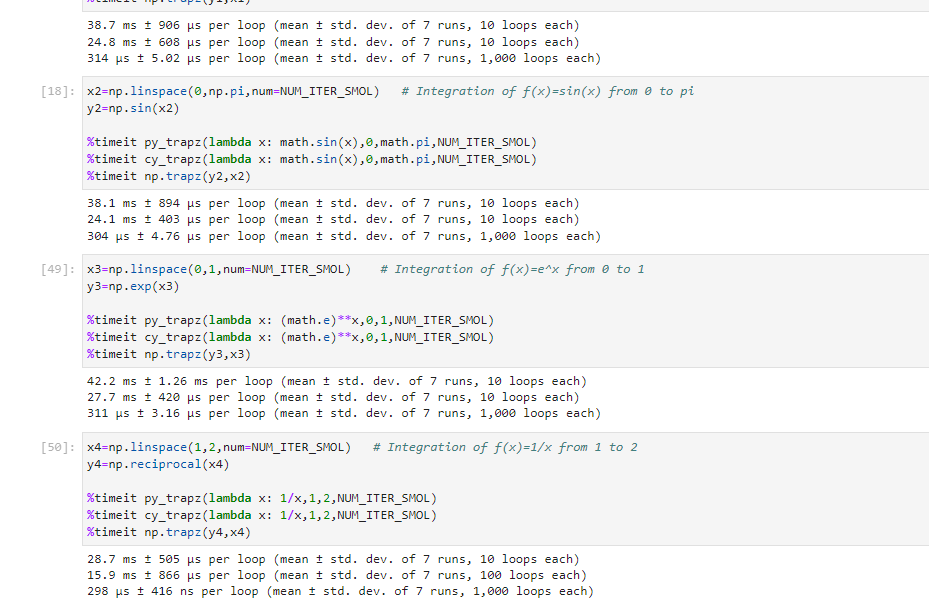 38.7 ms ± 906 µs per loop (mean ± std. dev. of 7 runs, 10 loops each)
24.8 ms ± 608 µs per loop (mean ± std. dev. of 7 runs, 10 loops each)
314 µs ± 5.02 µs per loop (mean ± std. dev. of 7 runs, 1,000 loops each)
[18]: x2=np.linspace(0,np.pi,num=NUM_ITER_SMOL)   # Integration of f(x)=sin(x) from 0 to pi
y2=np.sin(x2)
%timeit py_trapz(lambda x: math.sin(x),0,math.pi,NUM_ITER_SMOL)
%timeit cy_trapz(lambda x: math.sin(x),0,math.pi,NUM_ITER_SMOL)
%timeit np.trapz(y2,x2)
38.1 ms ± 894 µs per loop (mean ± std. dev. of 7 runs, 10 loops each)
24.1 ms ± 403 µs per loop (mean ± std. dev. of 7 runs, 10 loops each)
304 µs ± 4.76 µs per loop (mean ± std. dev. of 7 runs, 1,000 loops each)
[49]: x3=np.linspace(0,1,num=NUM_ITER_SMOL)    # Integration of f(x)=e^x from 0 to 1
y3=np.exp(x3)
%timeit py_trapz(lambda x: (math.e)**x,0,1,NUM_ITER_SMOL)
%timeit cy_trapz(lambda x: (math.e)**x,0,1,NUM_ITER_SMOL)
%timeit np.trapz(y3,x3)
42.2 ms ± 1.26 ms per loop (mean ± std. dev. of 7 runs, 10 loops each)
27.7 ms ± 420 µs per loop (mean ± std. dev. of 7 runs, 10 loops each)
311 µs ± 3.16 µs per loop (mean ± std. dev. of 7 runs, 1,000 loops each)
[50]: x4=np.linspace(1,2,num=NUM_ITER_SMOL)   # Integration of f(x)=1/x from 1 to 2
y4=np.reciprocal(x4)
%timeit py_trapz(lambda x: 1/x,1,2,NUM_ITER_SMOL)
%timeit cy_trapz(lambda x: 1/x,1,2,NUM_ITER_SMOL)
%timeit np.trapz(y4,x4)
28.7 ms ± 505 µs per loop (mean ± std. dev. of 7 runs, 10 loops each)
15.9 ms ± 866 µs per loop (mean ± std. dev. of 7 runs, 100 loops each)
298 µs ± 416 ns per loop (mean ± std. dev. of 7 runs, 1,000 loops each)